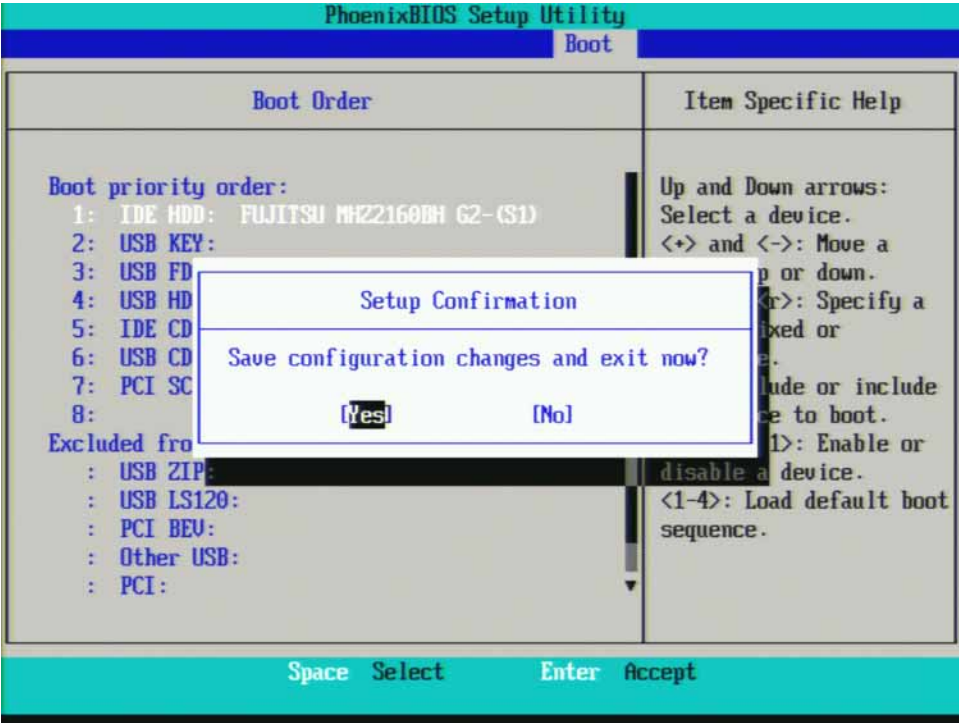 PhoenixBIOS Setup Utility
Boot
Boot Order
Item Specific Help
Boot priority order:
1: IDE HDD: FUJITSU MHZ2160BH G2-(S1)
2: USB KEY:
3: USB FD
4: USB HD
5: IDE CD
6: USB CD
7: PCI SC
8:
Excluded fro
: USB ZIP:
: USB LS120:
: PCI BEV:
: Other USB:
: PCI:
Setup Confirmation
Save configuration changes and exit now?
[Yes] [No]
Up and Down arrows:
Select a device.
<+> and <->: Move a
p or down.
r>: Specify a
ixed or
e.
lude or include
e to boot.
1>: Enable or
disable a device.
<1-4>: Load default boot
sequence.
Space Select Enter Accept